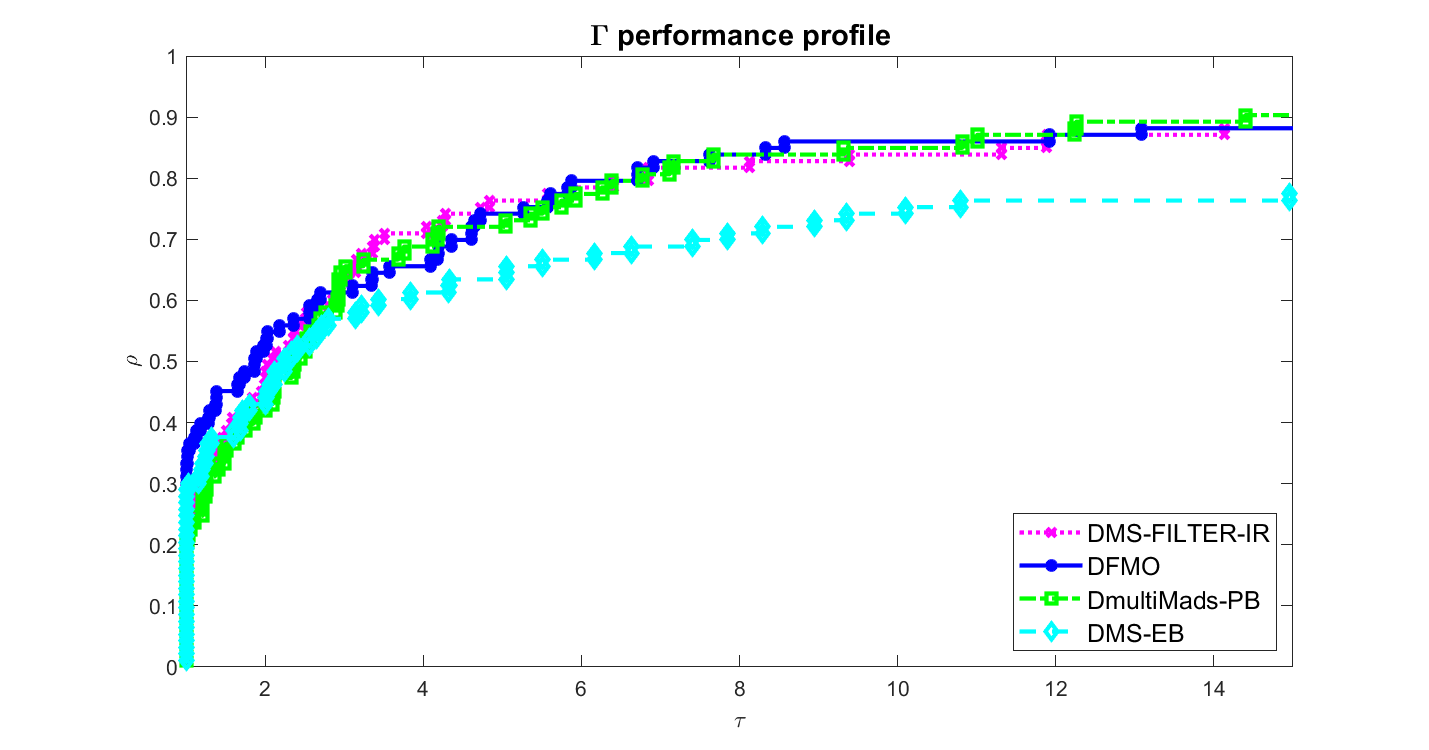 Γ performance profile
1
0.9
0.8
0.7
0.6
0.5
0.4
0.3
0.2
0.1
0
ρ
2 4 6 8 10 12 14
τ
DMS-FILTER-IR
DFMO
DmultiMads-PB
DMS-EB